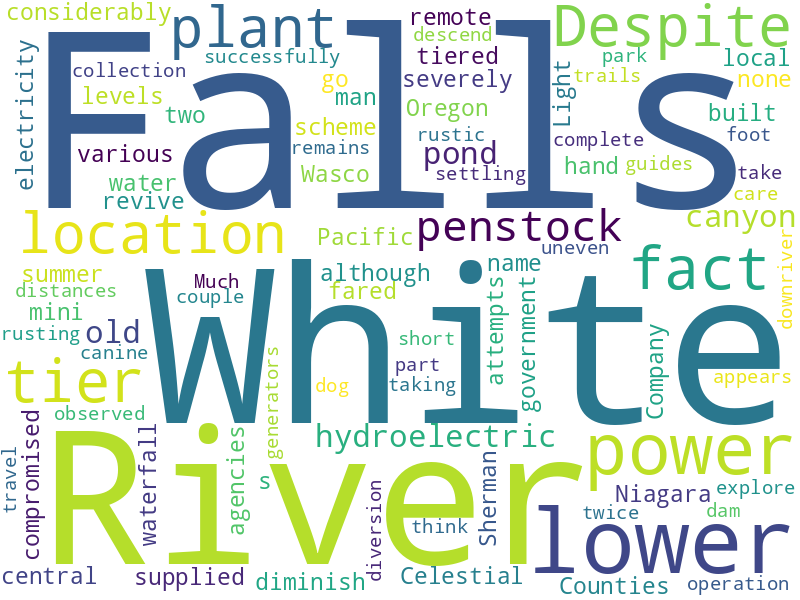 considerably
plant
remote
Despite
Falls
successfully
descend
tiered
park
local
electricity
collection
go
severely
Light
trails
none
levels
two
man
Oregon
built
scheme
rustic
complete
foot
various
remains
pond
hand
guides
take
water
Wasco
settling
revive
care
location
Pacific
penstock
canyon
uneven
downriver
summer
Much
although
name
fact
distances
couple
fared
attempts
government
mini
White
rusting
old
short
Company
canine
part
tier
generators
dog
taking
appears
observed
compromised
River
waterfall
agencies
hydroelectric
power
travel
s
Sherman
Niagara
explore
diversion
think
lower
twice
dam
central
supplied
diminish
Celestial
Counties
operation